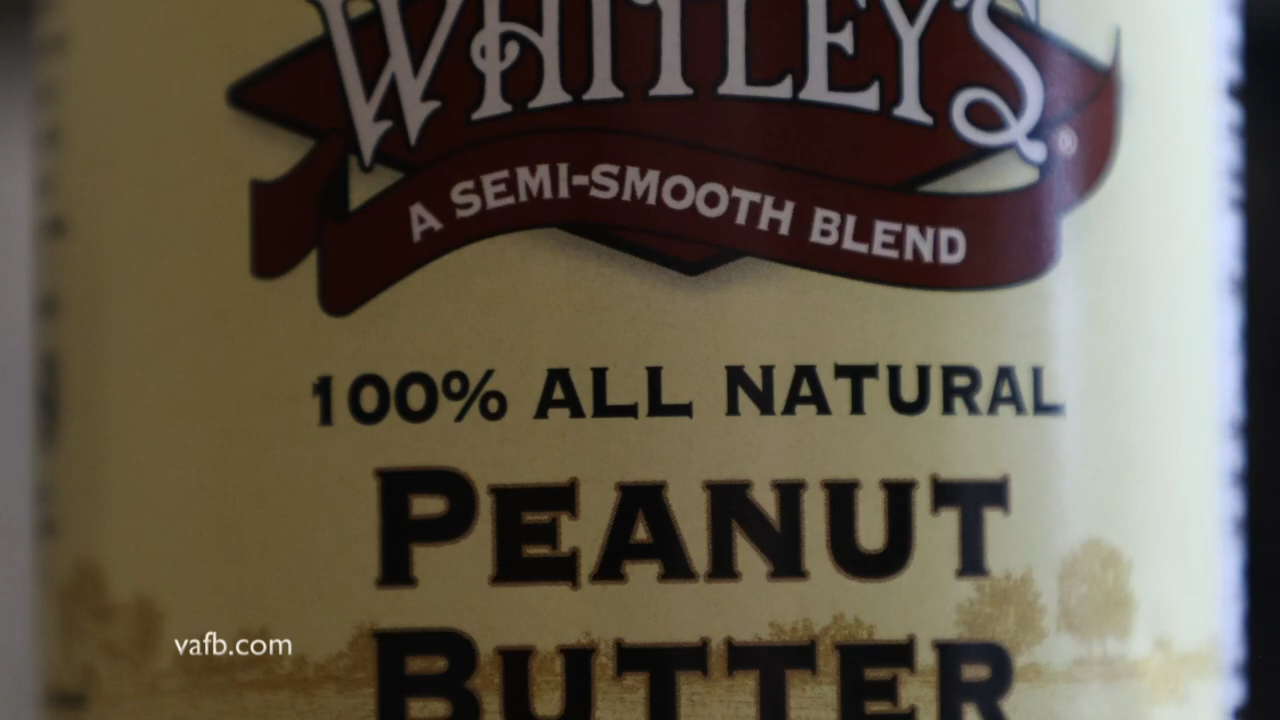 WHITLEY'S
®
A SEMI-SMOOTH BLEND
100% ALL NATURAL
PEANUT
BUTTER
vafb.com